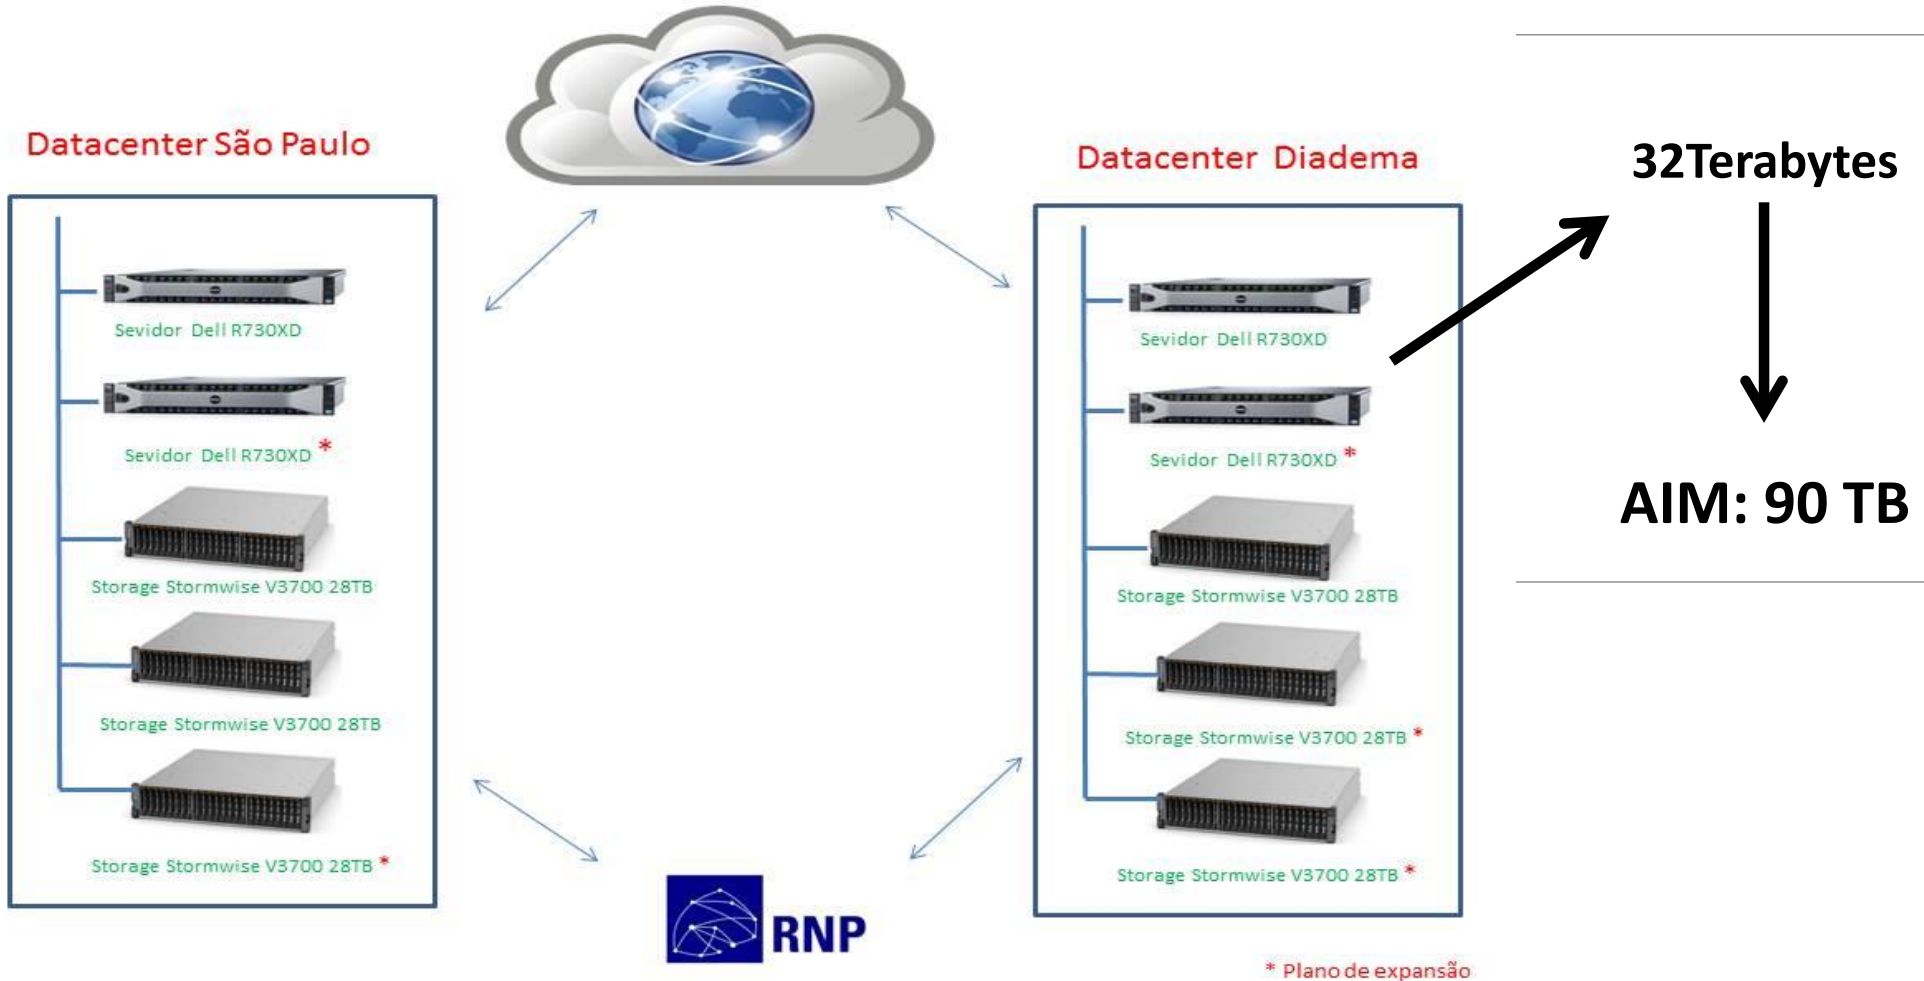 Datacenter São Paulo
Sevidor Dell R730XD
Sevidor Dell R730XD *
Storage Stormwise V3700 28TB
Storage Stormwise V3700 28TB
Storage Stormwise V3700 28TB *
RNP
Datacenter Diadema
Sevidor Dell R730XD
Sevidor Dell R730XD *
Storage Stormwise V3700 28TB
Storage Stormwise V3700 28TB *
Storage Stormwise V3700 28TB *
* Plano de expansão
32Terabytes
AIM: 90 TB